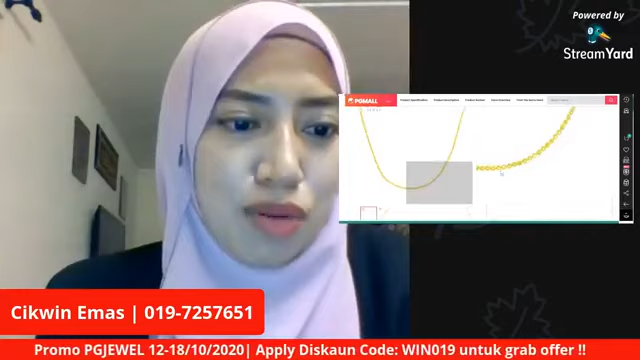 Powered by
StreamYard
PGMALL
Cikwin Emas | 019-7257651
Promo PGJEWEL 12-18/10/2020| Apply Diskaun Code: WIN019 untuk grab offer !!